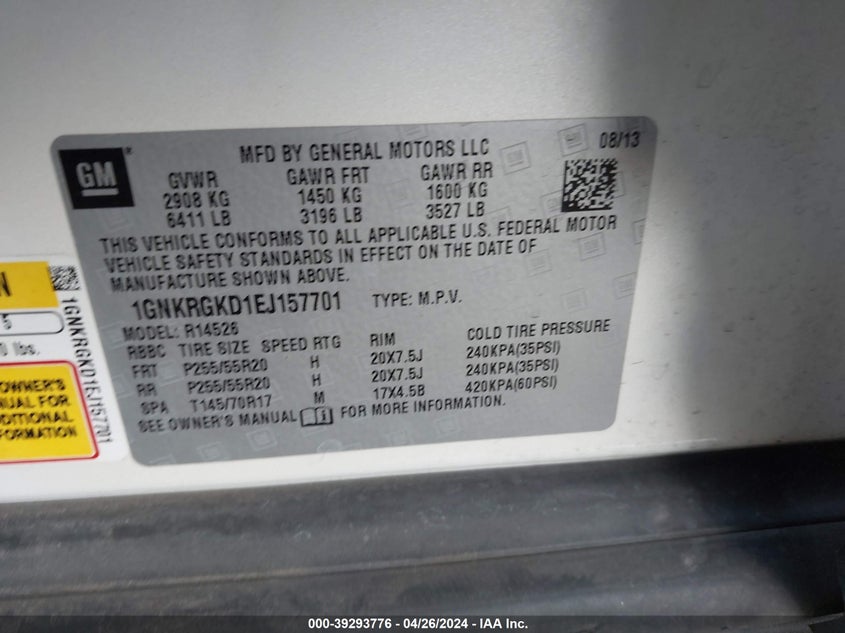 GM
MFD BY GENERAL MOTORS LLC
08/13
GVWR GAWR FRT GAWR RR
2908 KG 1450 KG 1600 KG
6411 LB 3196 LB 3527 LB
THIS VEHICLE CONFORMS TO ALL APPLICABLE U.S. FEDERAL MOTOR
VEHICLE SAFETY STANDARDS IN EFFECT ON THE DATE OF
MANUFACTURE SHOWN ABOVE.
1GNKRGKD1EJ157701 TYPE: M.P.V.
MODEL: R14526
RBBC TIRE SIZE SPEED RTG RIM COLD TIRE PRESSURE
FRT P255/55R20 H 20X7.5J 240KPA(35PSI)
RR P255/55R20 H 20X7.5J 240KPA(35PSI)
SPA T145/70R17 M 17X4.5B 420KPA(60PSI)
SEE OWNER'S MANUAL FOR MORE INFORMATION.
N
5
0 lbs.
OWNER'S
NUAL FOR
DDITIONAL
FORMATION
1GNKRGKD1EJ157701
000-39293776 - 04/26/2024 - IAA Inc.